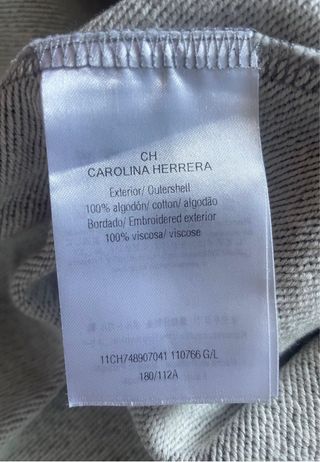 CH
CAROLINA HERRERA
Exterior/ Outershell
100% algodón/ cotton/ algodão
Bordado/ Embroidered exterior
100% viscosa/ viscose
11CH748907041 110766 G/L
180/112A